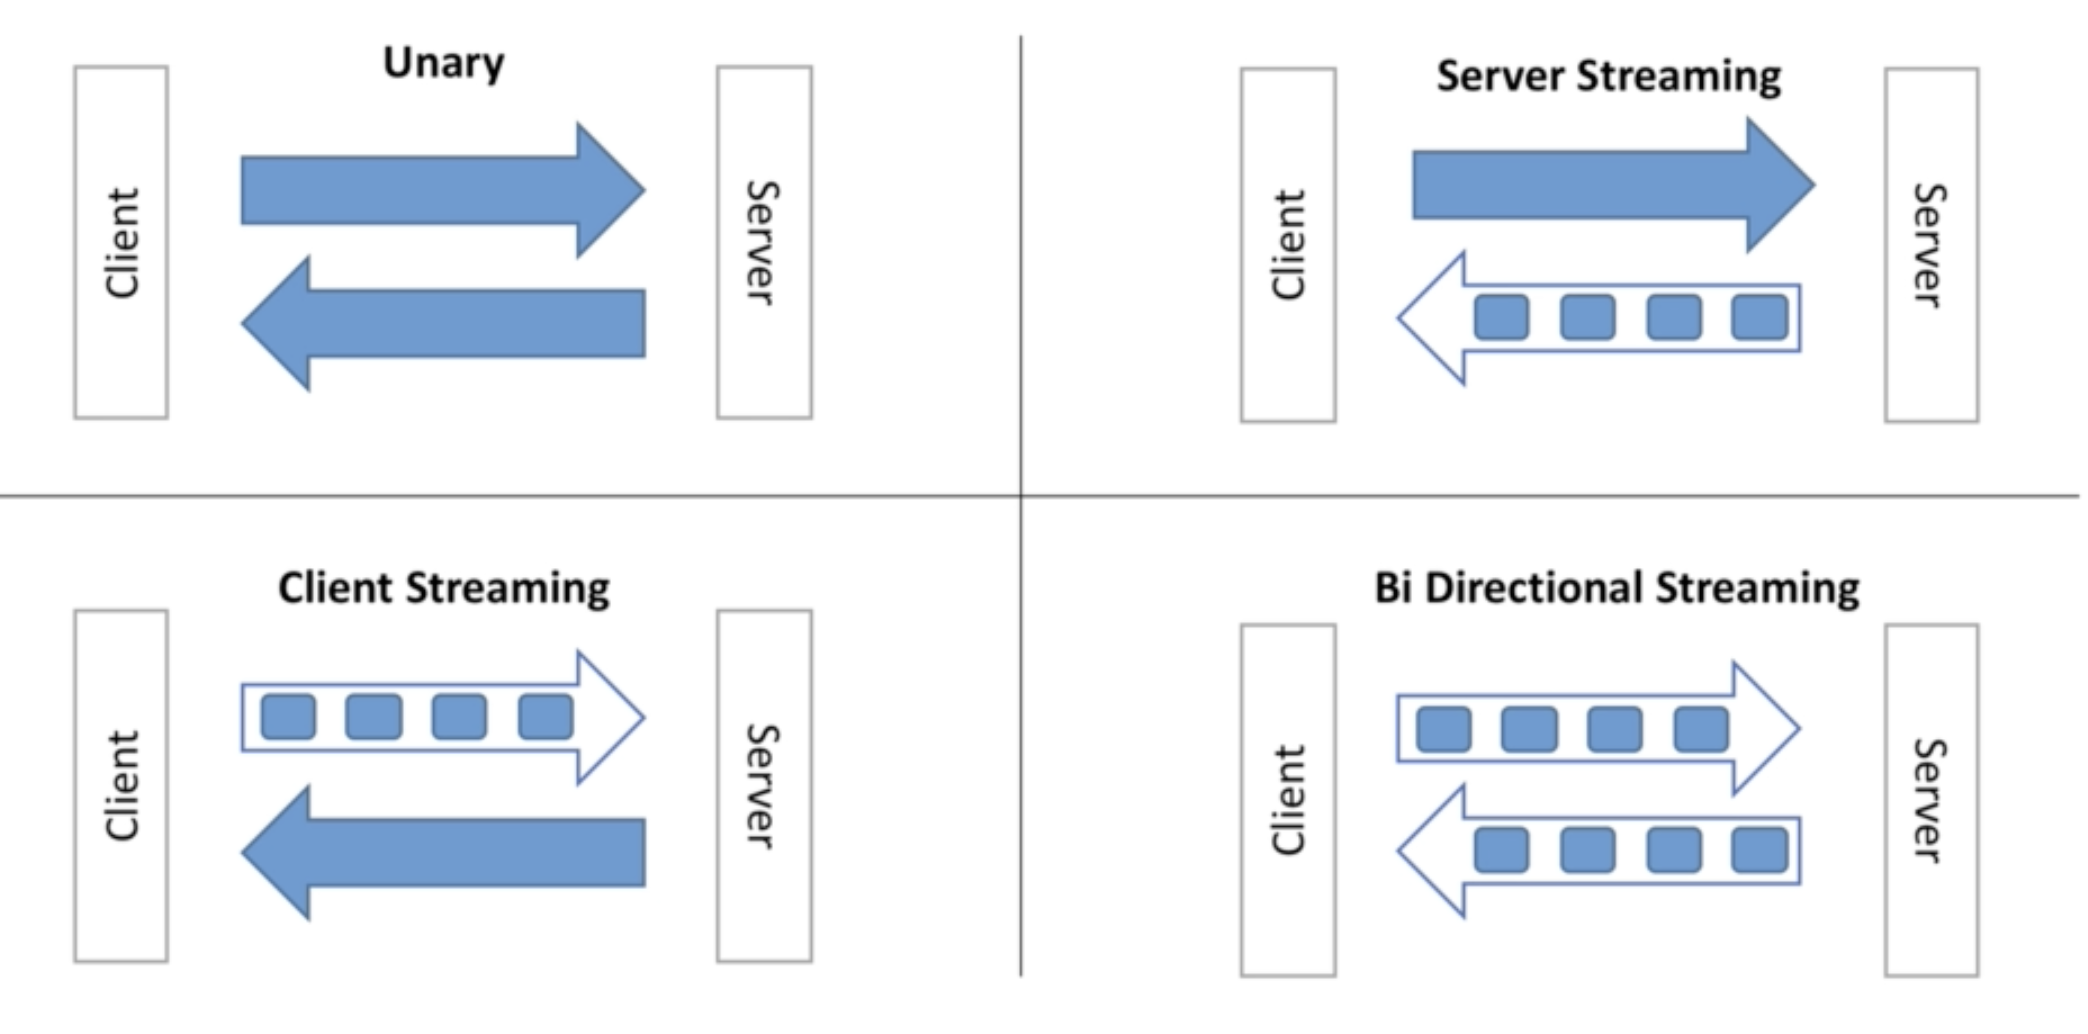 Unary
Client
Server
Server Streaming
Client
Server
Client Streaming
Client
Server
Bi Directional Streaming
Client
Server